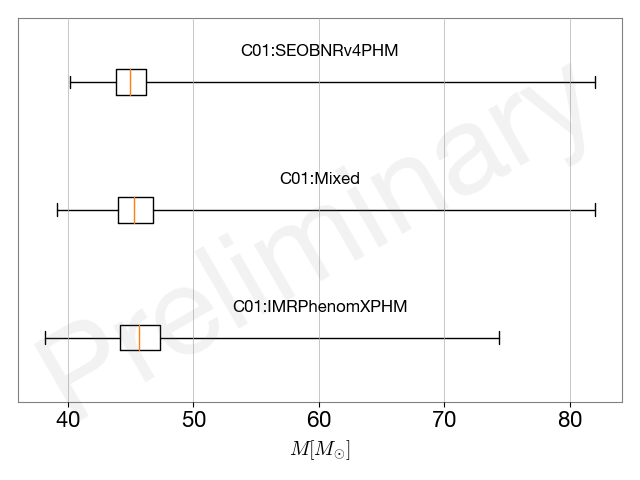 C01:SEOBNRv4PHM
C01:Mixed
C01:IMRPhenomXPHM
Preliminary
40 50 60 70 80
M[M⊙]